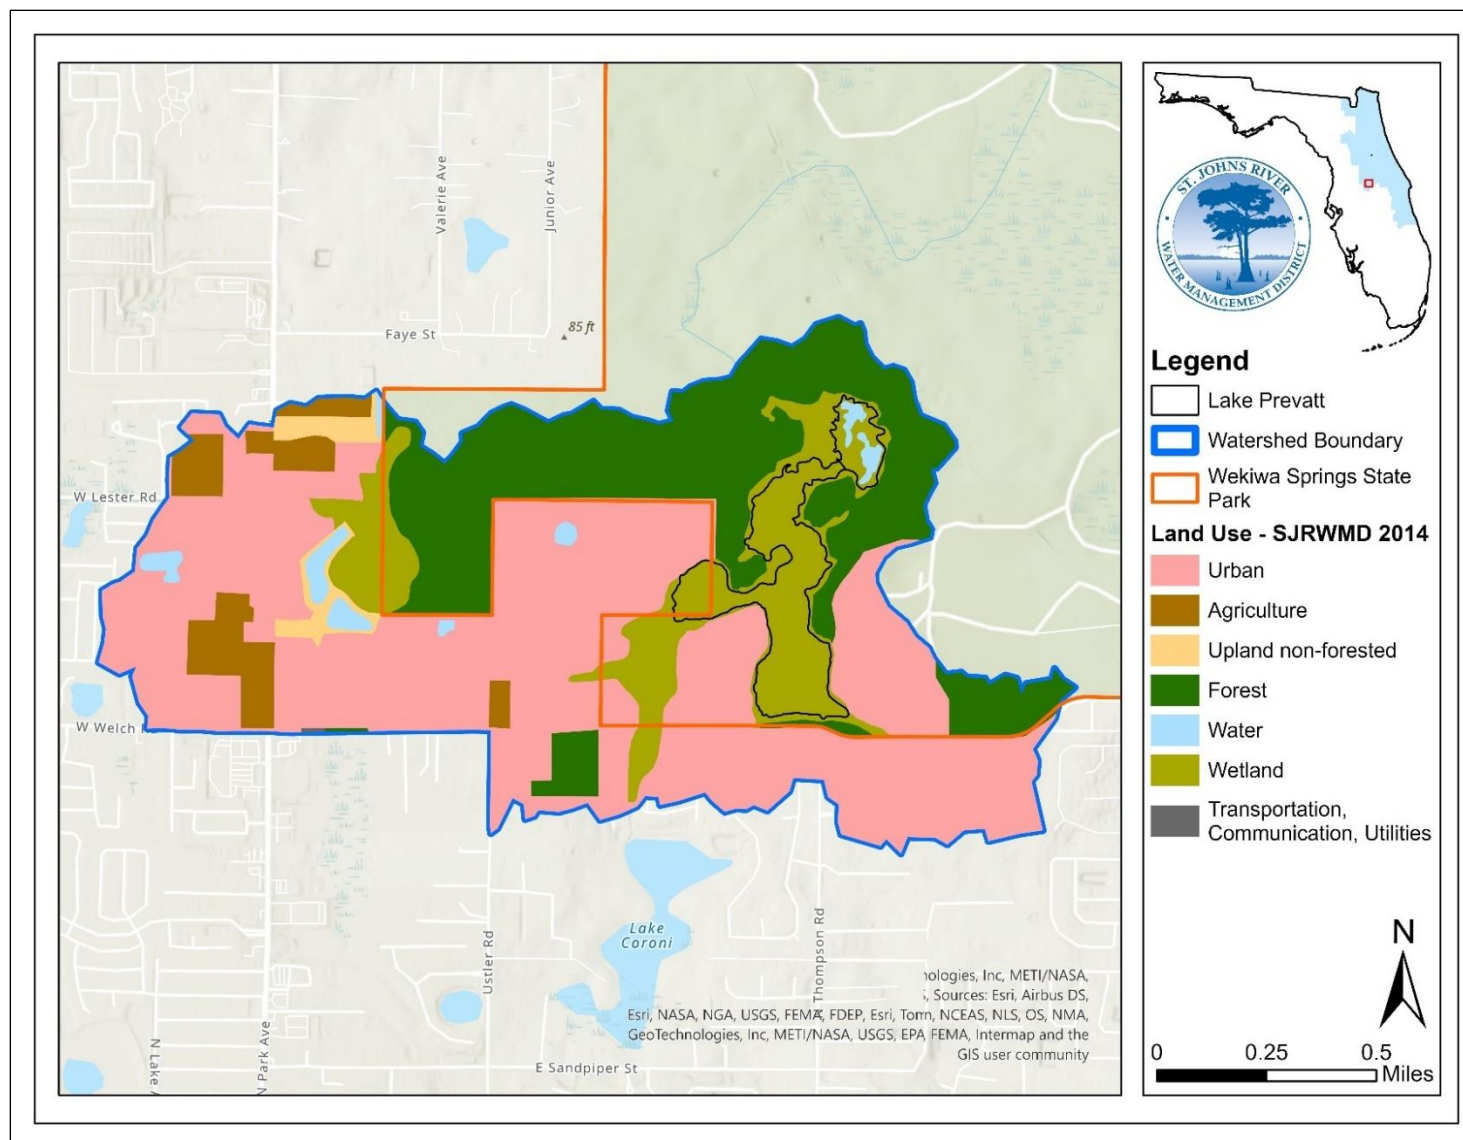 Valerie Ave
Junior Ave
Faye St
85 ft
W Lester Rd
W Welch
Lake
Coroni
Ustler Rd
Thompson Rd
N Park Ave
N Lake
E Sandpiper St
nologies, Inc, METI/NASA,
, Sources: Esri, Airbus DS,
Esri, NASA, NGA, USGS, FEMA, FDEP, Esri, Tom, NCEAS, NLS, OS, NMA,
GeoTechnologies, Inc, METI/NASA, USGS, EPA, FEMA, Intermap and the
GIS user community
ST. JOHNS RIVER
WATER MANAGEMENT DISTRICT
Legend
Lake Prevatt
Watershed Boundary
Wekiwa Springs State
Park
Land Use - SJRWMD 2014
Urban
Agriculture
Upland non-forested
Forest
Water
Wetland
Transportation,
Communication, Utilities
N
0 0.25 0.5
Miles